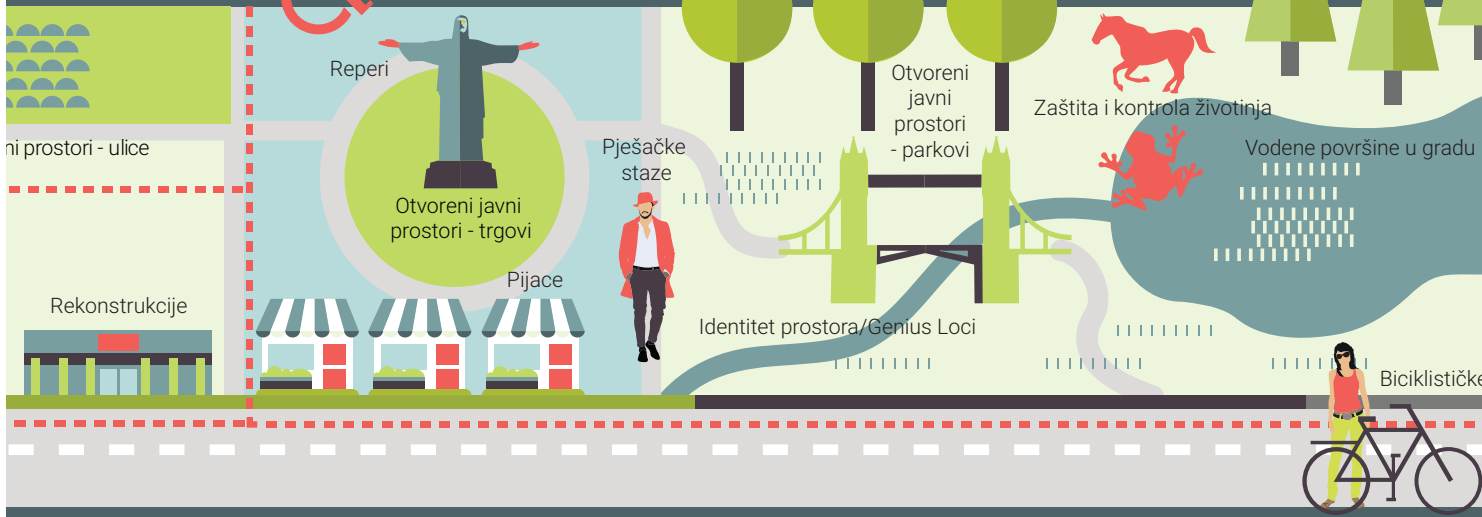 Reperi
Otvoreni
javni
prostori
- parkovi
Zaštita i kontrola životinja
ni prostori - ulice
Pješačke
staze
Vodene površine u gradu
Otvoreni javni
prostori - trgovi
Pijace
Rekonstrukcije
Identitet prostora/Genius Loci
Biciklističke